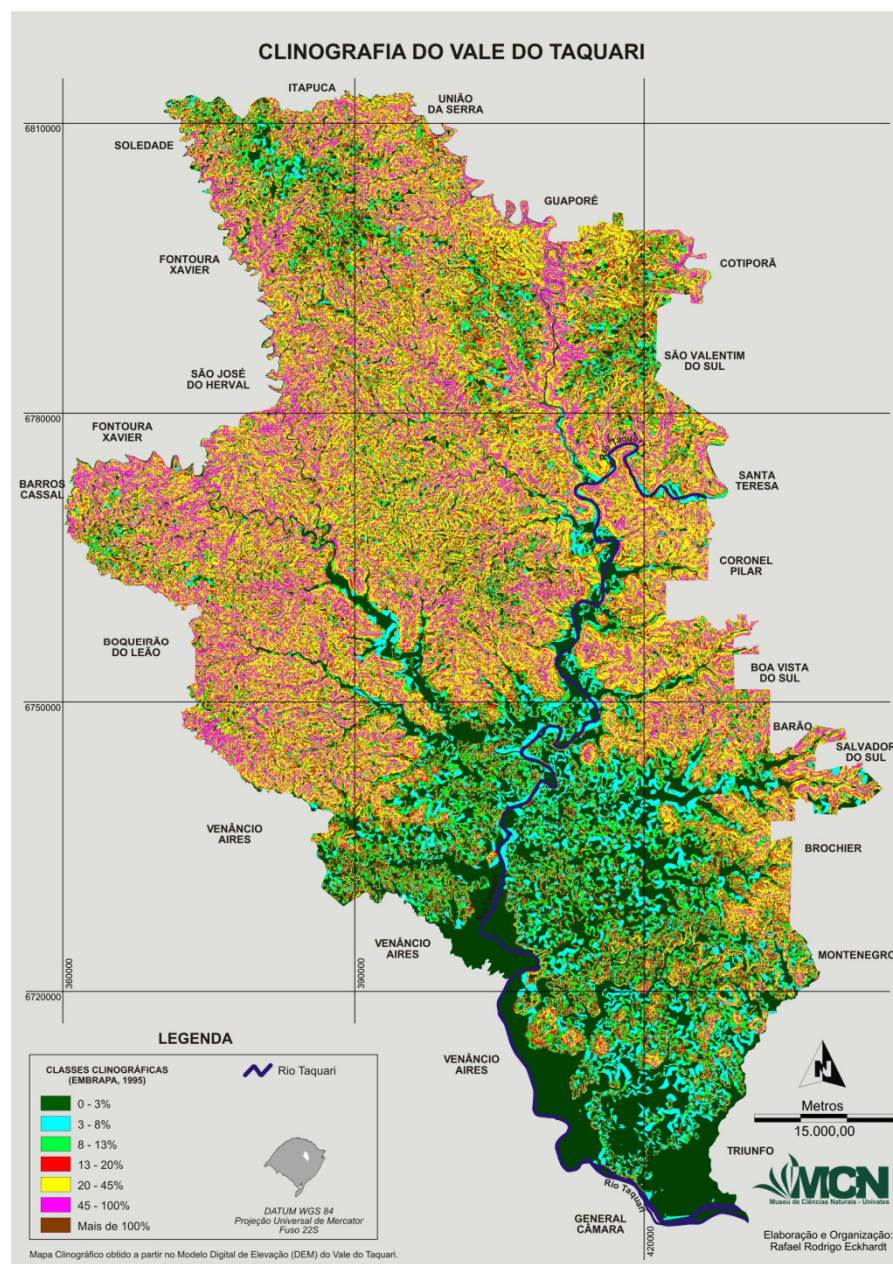 CLINOGRAFIA DO VALE DO TAQUARI
ITAPUCA
UNIÃO
DA SERRA
6810000
SOLEDADE
GUAPORÉ
FONTOURA
XAVIER
COTIPORÃ
SÃO VALENTIM
DO SUL
SÃO JOSÉ
DO HERVAL
6780000
FONTOURA
XAVIER
Rio Taquari
BARROS
CASSAL
SANTA
TERESA
CORONEL
PILAR
BOQUEIRÃO
DO LEÃO
BOA VISTA
DO SUL
6750000
BARÃO
SALVADOR
DO SUL
VENÂNCIO
AIRES
BROCHIER
Rio Taquari
VENÂNCIO
AIRES
MONTENEGRO
360000
390000
6720000
LEGENDA
CLASSES CLINOGRÁFICAS
(EMBRAPA, 1995)
0 - 3%
3 - 8%
8 - 13%
13 - 20%
20 - 45%
45 - 100%
Mais de 100%
Rio Taquari
DATUM WGS 84
Projeção Universal de Mercator
Fuso 22S
VENÂNCIO
AIRES
N
Metros
15.000,00
TRIUNFO
MCN
Museu de Ciências Naturais - Univates
Rio Taquari
GENERAL
CÂMARA
420000
Elaboração e Organização:
Rafael Rodrigo Eckhardt
Mapa Clinográfico obtido a partir no Modelo Digital de Elevação (DEM) do Vale do Taquari.